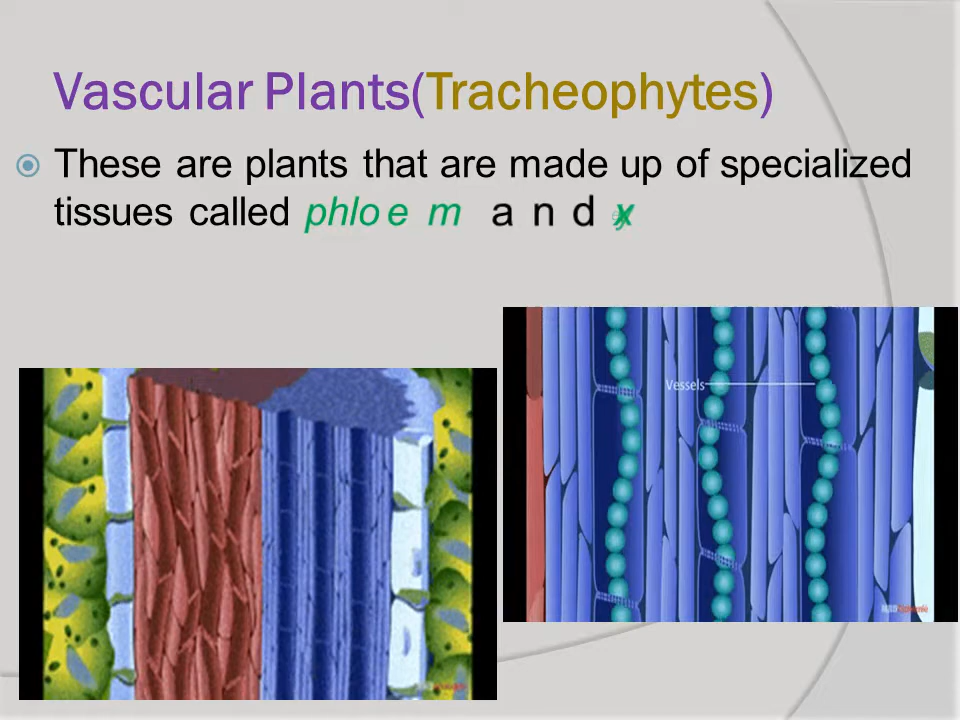 Vascular Plants(Tracheophytes)
These are plants that are made up of specialized
tissues called phloem and x
Vessels